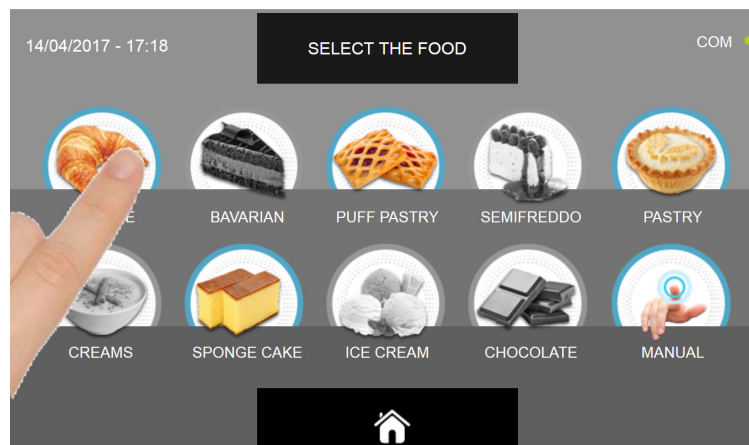 14/04/2017 - 17:18
SELECT THE FOOD
COM
BAVARIAN
PUFF PASTRY
SEMIFREDDO
PASTRY
CREAMS
SPONGE CAKE
ICE CREAM
CHOCOLATE
MANUAL